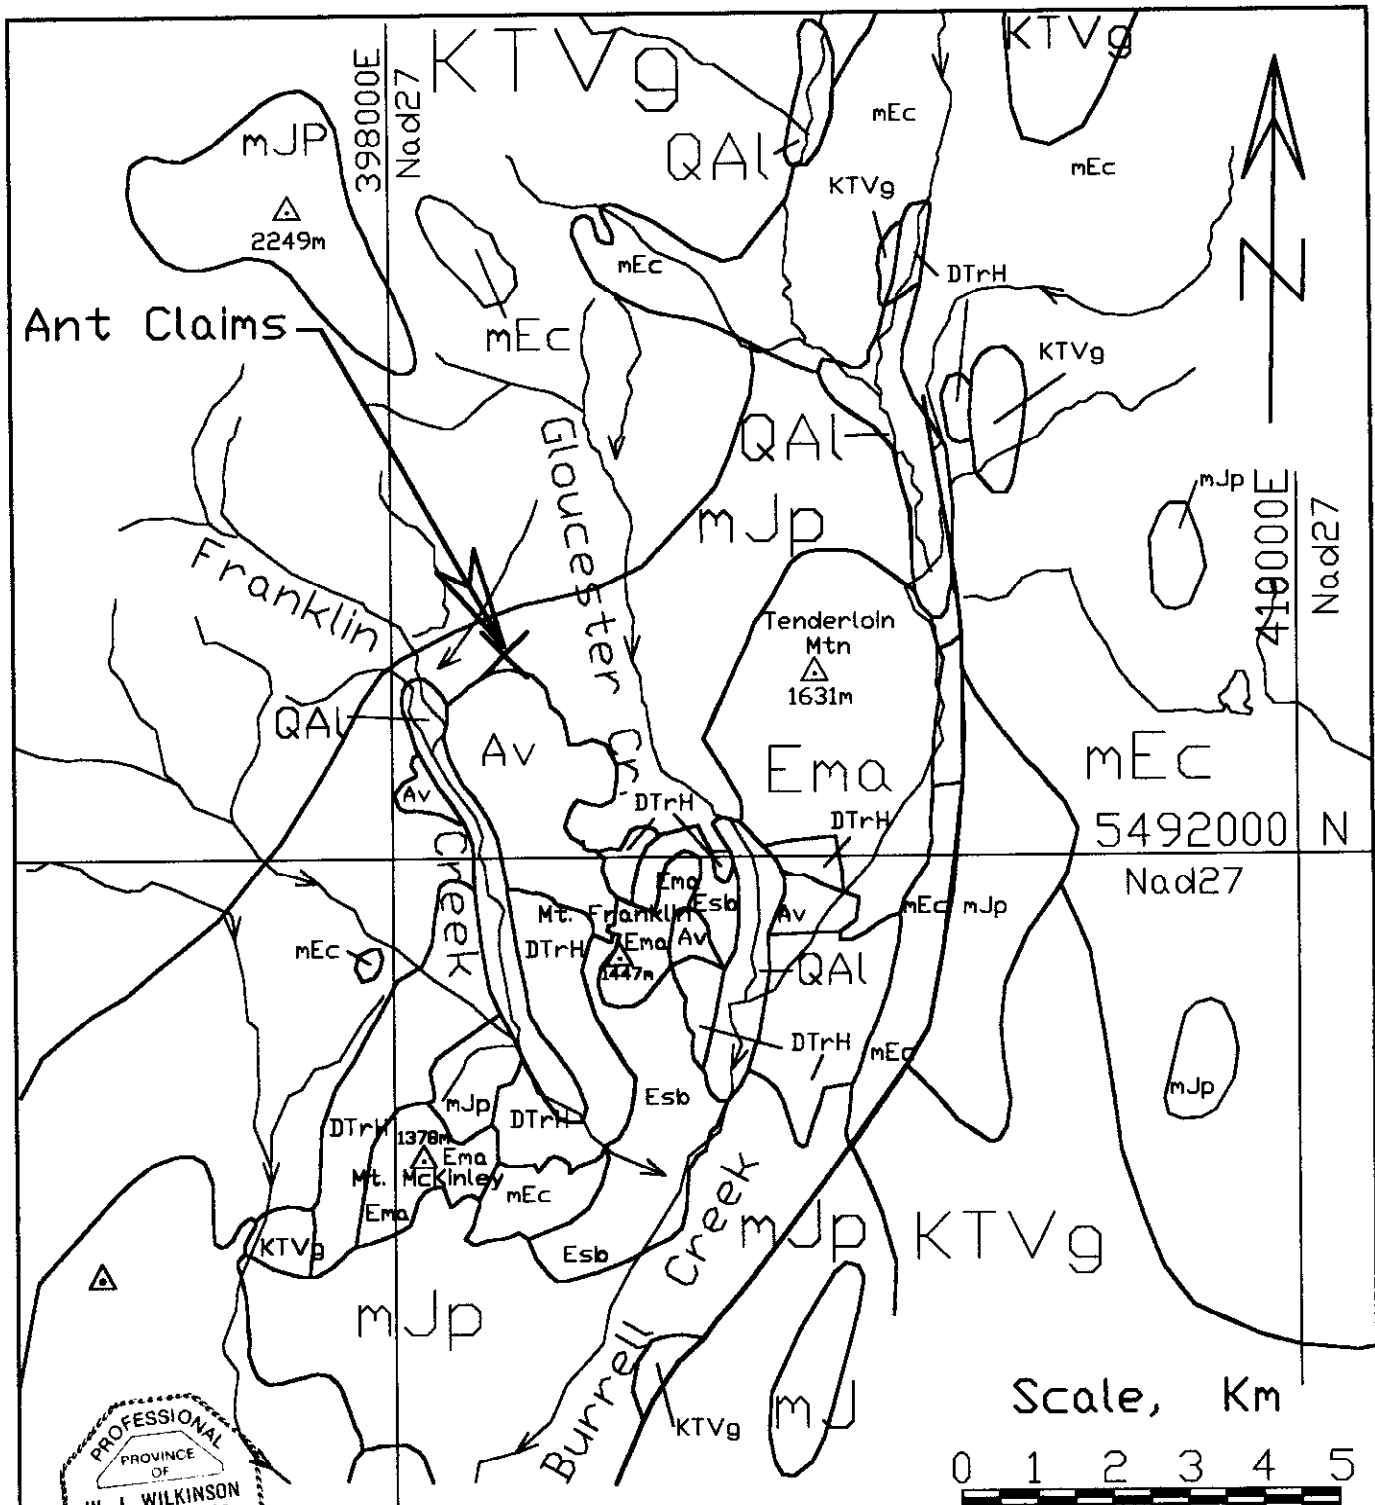 KTVg
KTVg
398000E
Nad27
mJP
QAl
mEc
mEc
KTVg
2249m
mEc
DTrH
Ant Claims
mEc
KTVg
Gloucester Cr.
QAl
mJp
mJp
Franklin
Creek
419000E
Nad27
Tenderloin
Mtn
1631m
QAl
Av
Ema
mEc
Av
DTrH
DTrH
5492000 N
Nad27
Ema
Esb
Mt. Franklin
Av
mEc
mJp
mEc
DTrH
Ema
Av
1447m
QAl
DTrH
mEc
mJp
Esb
mJp
DTrH
DTrH
1378m
Ema
Mt. McKinley
mEc
Ema
KTVg
Esb
mJp
KTVg
mJp
Burrell Creek
mJ
KTVg
Scale, Km
0 1 2 3 4 5
PROFESSIONAL
PROVINCE
OF
W. J. WILKINSON